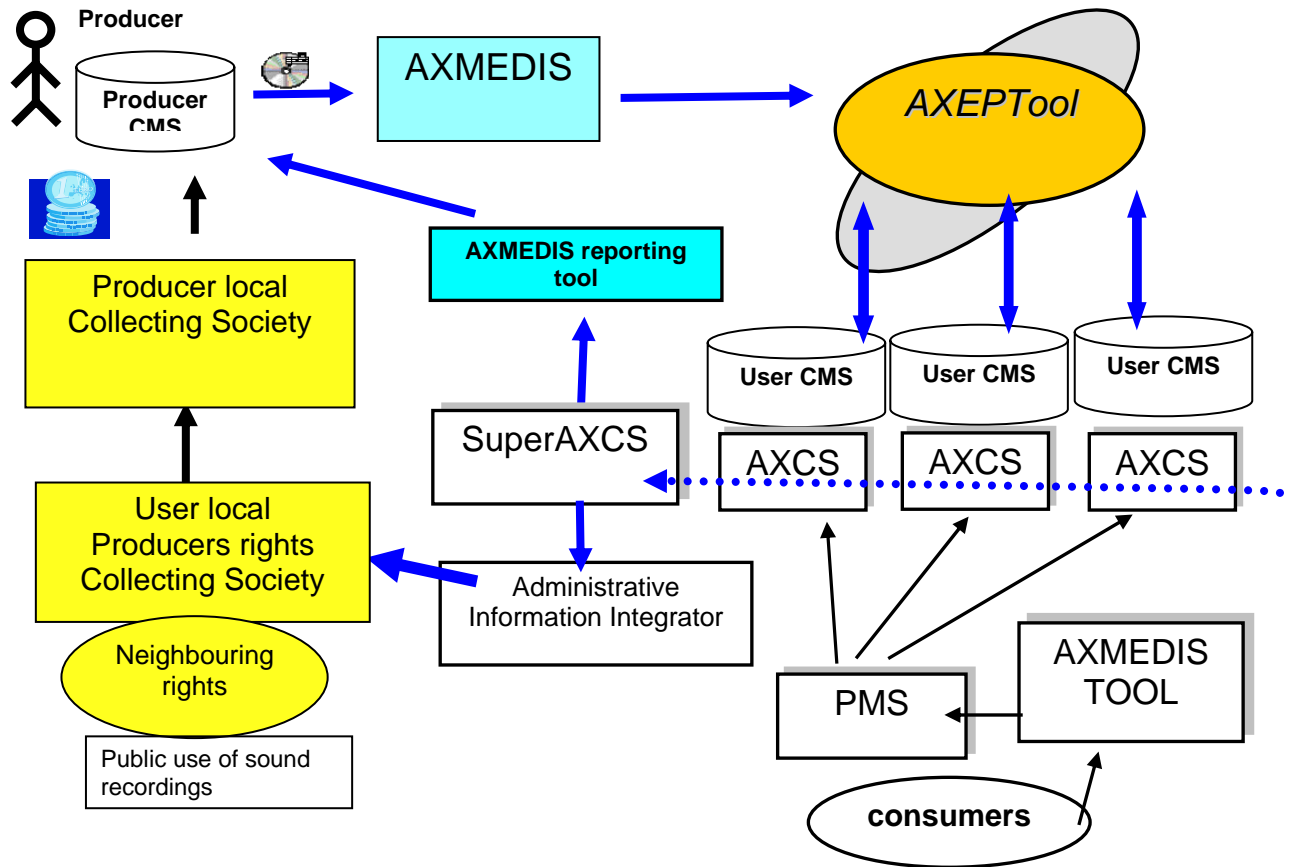 Producer
Producer
CMS
AXMEDIS
AXEPTool
AXMEDIS reporting
tool
Producer local
Collecting Society
User CMS
User CMS
User CMS
SuperAXCS
AXCS
AXCS
AXCS
User local
Producers rights
Collecting Society
Administrative
Information Integrator
Neighbouring
rights
AXMEDIS
TOOL
PMS
Public use of sound
recordings
consumers